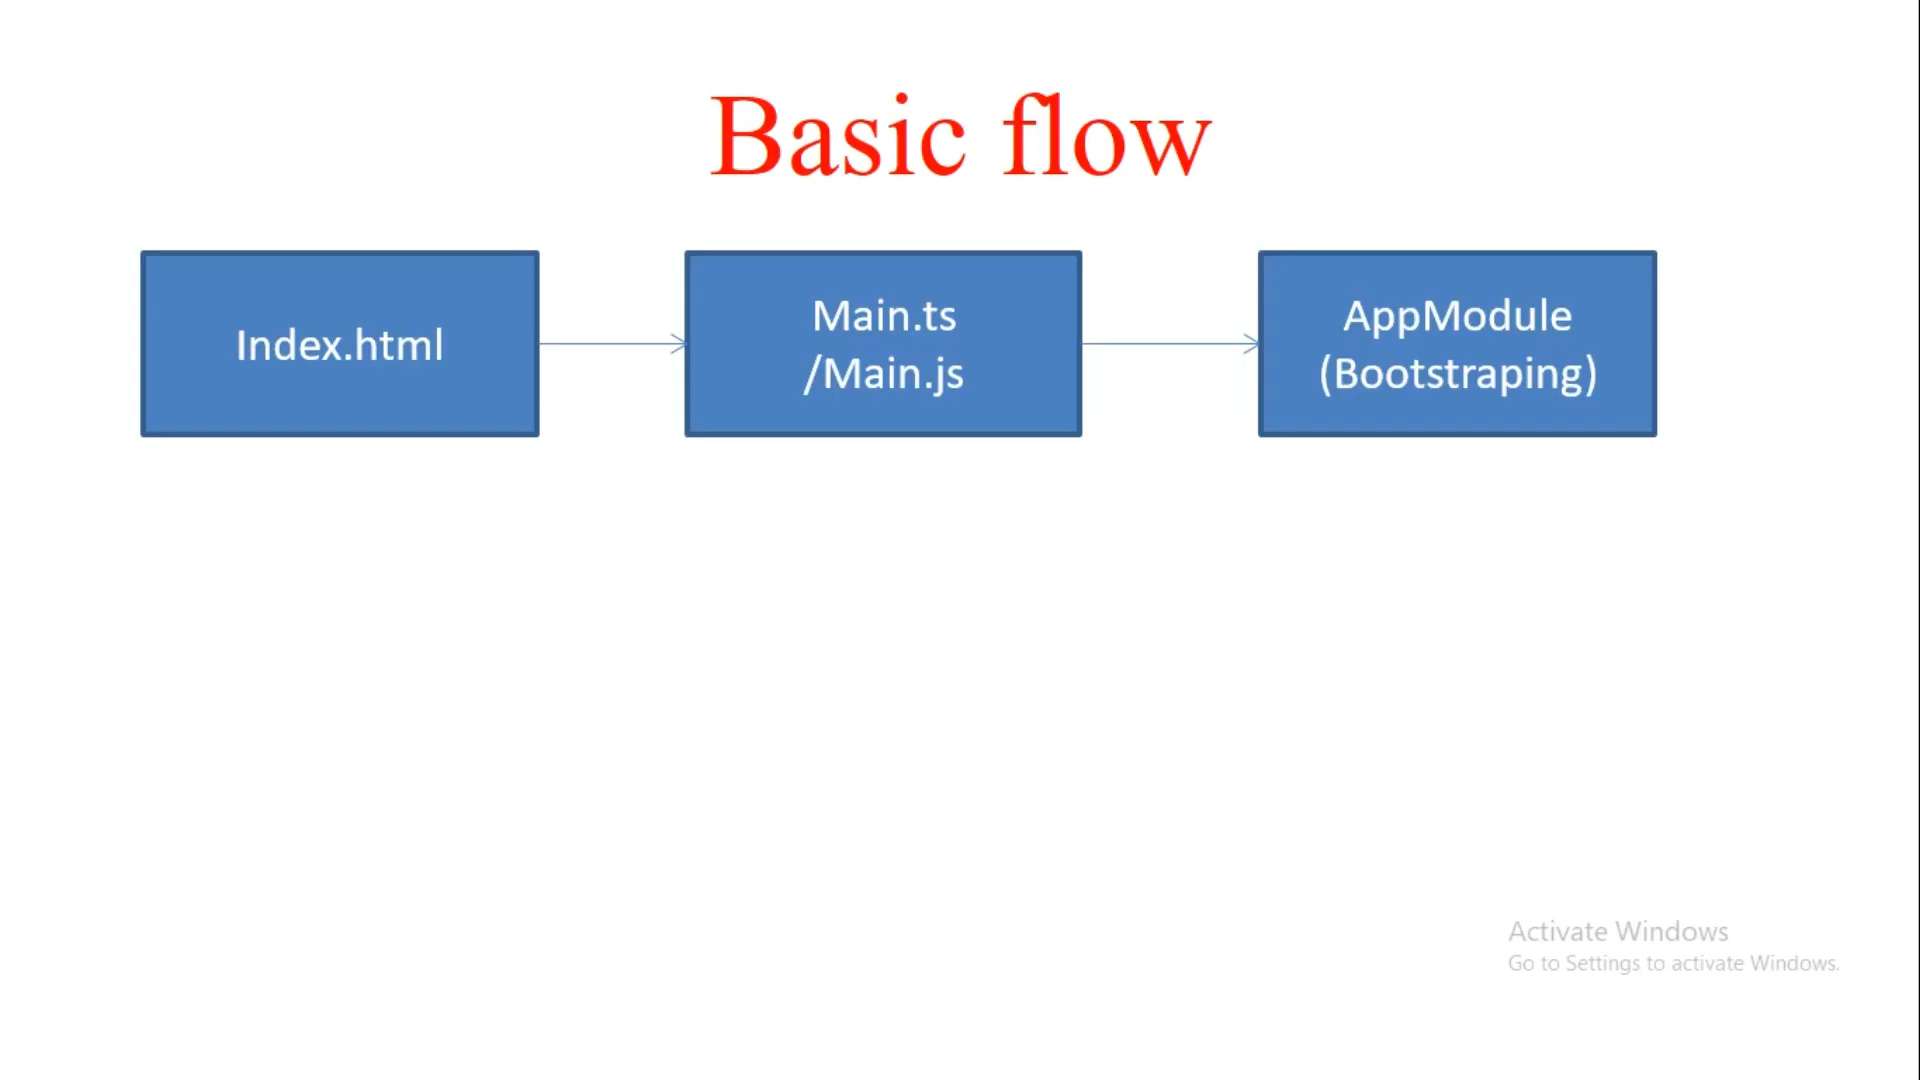 Basic flow
Index.html
Main.ts
/Main.js
AppModule
(Bootstraping)
Activate Windows
Go to Settings to activate Windows.